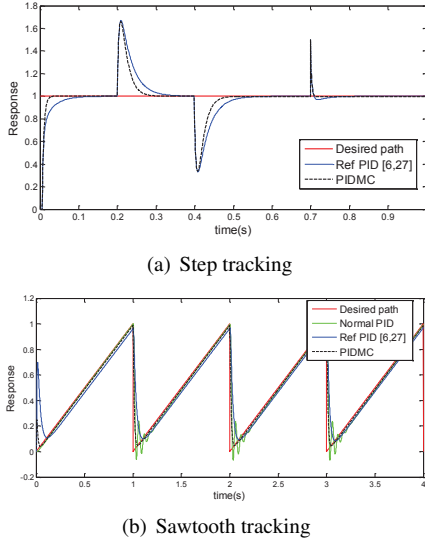 1.8
1.6
1.4
1.2
1
0.8
0.6
0.4
0.2
0
Response
Desired path
Ref PID [6,27]
PIDMC
0 0.1 0.2 0.3 0.4 0.5 0.6 0.7 0.8 0.9
time(s)
(a) Step tracking
1.2
1
0.8
0.6
0.4
0.2
0
-0.2
Response
Desired path
Normal PID
Ref PID [6,27]
PIDMC
0 0.5 1 1.5 2 2.5 3 3.5 4
time(s)
(b) Sawtooth tracking